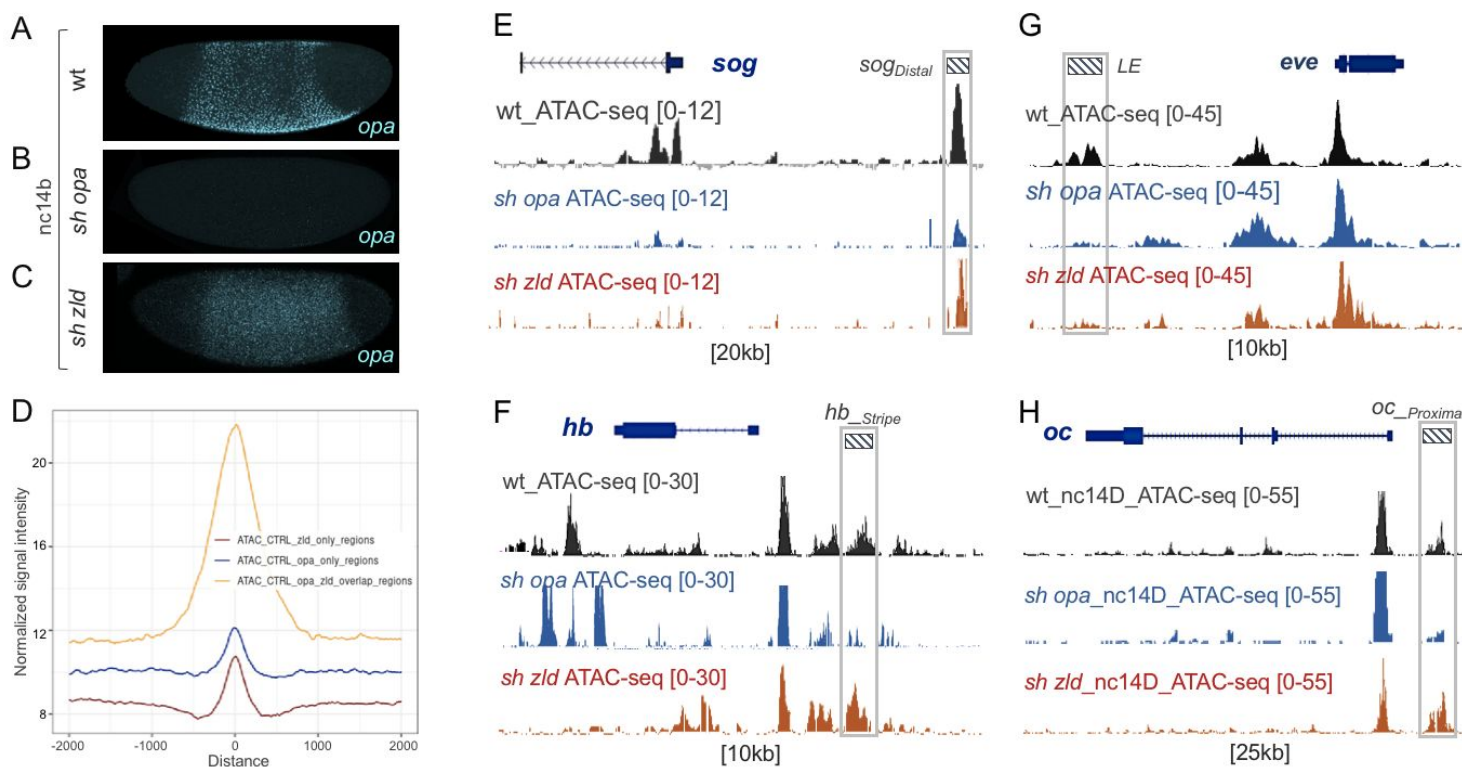 A
wt
opa
B
nc14b
sh opa
opa
C
sh zld
opa
D
Normalized signal intensity
20
16
12
8
ATAC_CTRL_zld_only_regions
ATAC_CTRL_opa_only_regions
ATAC_CTRL_opa_zld_overlap_regions
-2000 -1000 0 1000 2000
Distance
E
sog
sog_Distal
wt_ATAC-seq [0-12]
sh opa ATAC-seq [0-12]
sh zld ATAC-seq [0-12]
[20kb]
F
hb
hb_Stripe
wt_ATAC-seq [0-30]
sh opa ATAC-seq [0-30]
sh zld ATAC-seq [0-30]
[10kb]
G
LE
eve
wt_ATAC-seq [0-45]
sh opa ATAC-seq [0-45]
sh zld ATAC-seq [0-45]
[10kb]
H
oc
oc_Proxima
wt_nc14D_ATAC-seq [0-55]
sh opa_nc14D_ATAC-seq [0-55]
sh zld_nc14D_ATAC-seq [0-55]
[25kb]